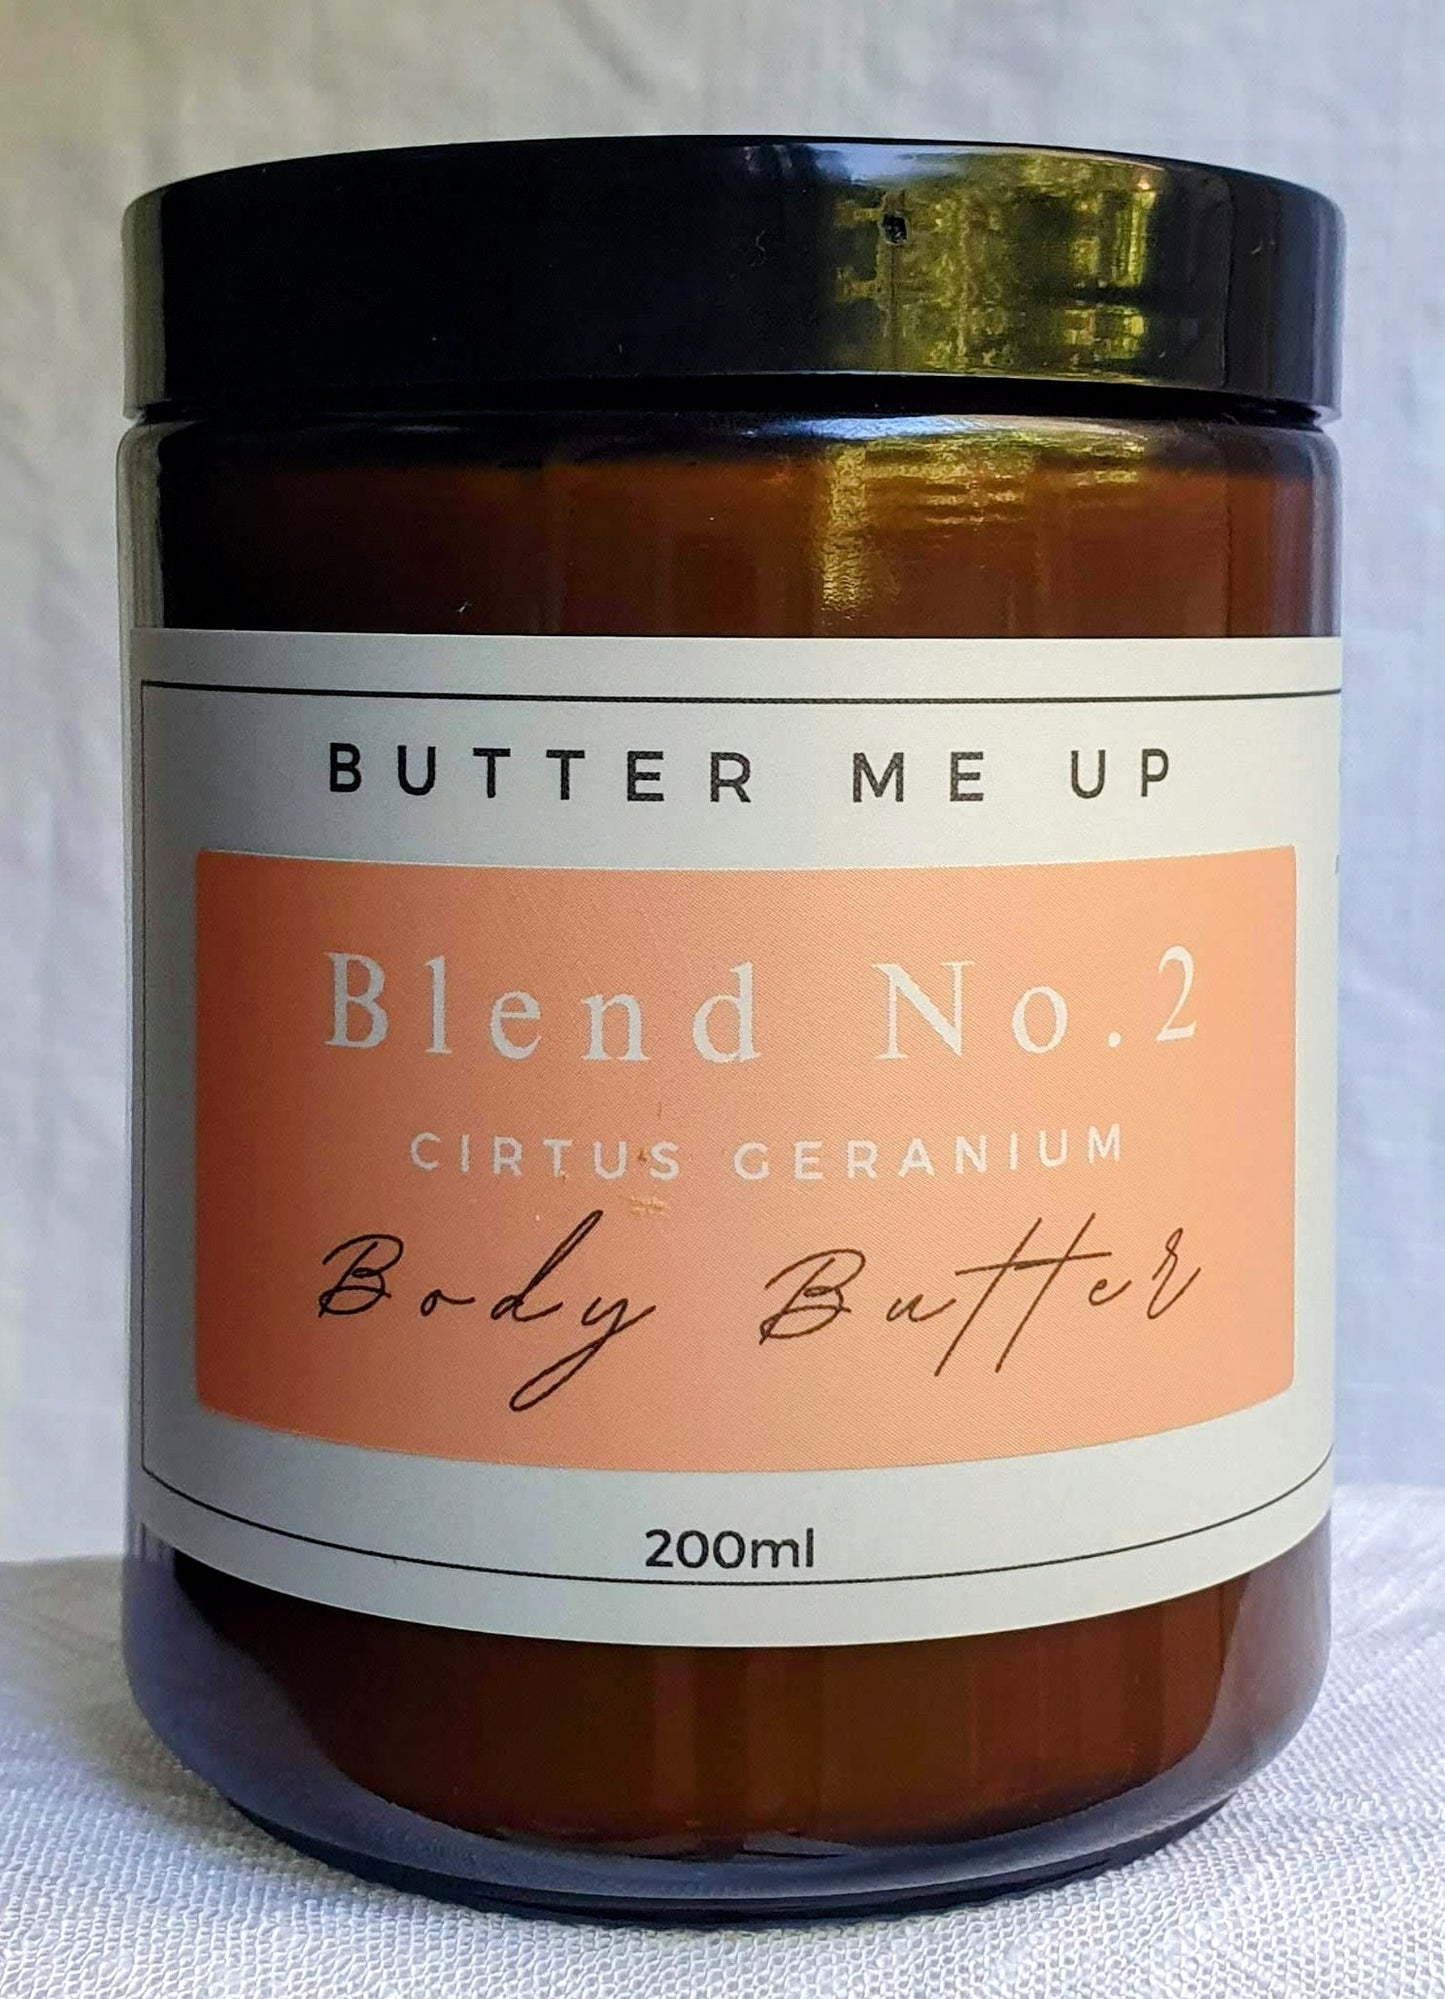 BUTTER ME UP
Blend No.2
CIRTUS GERANIUM
Body Butter
200ml